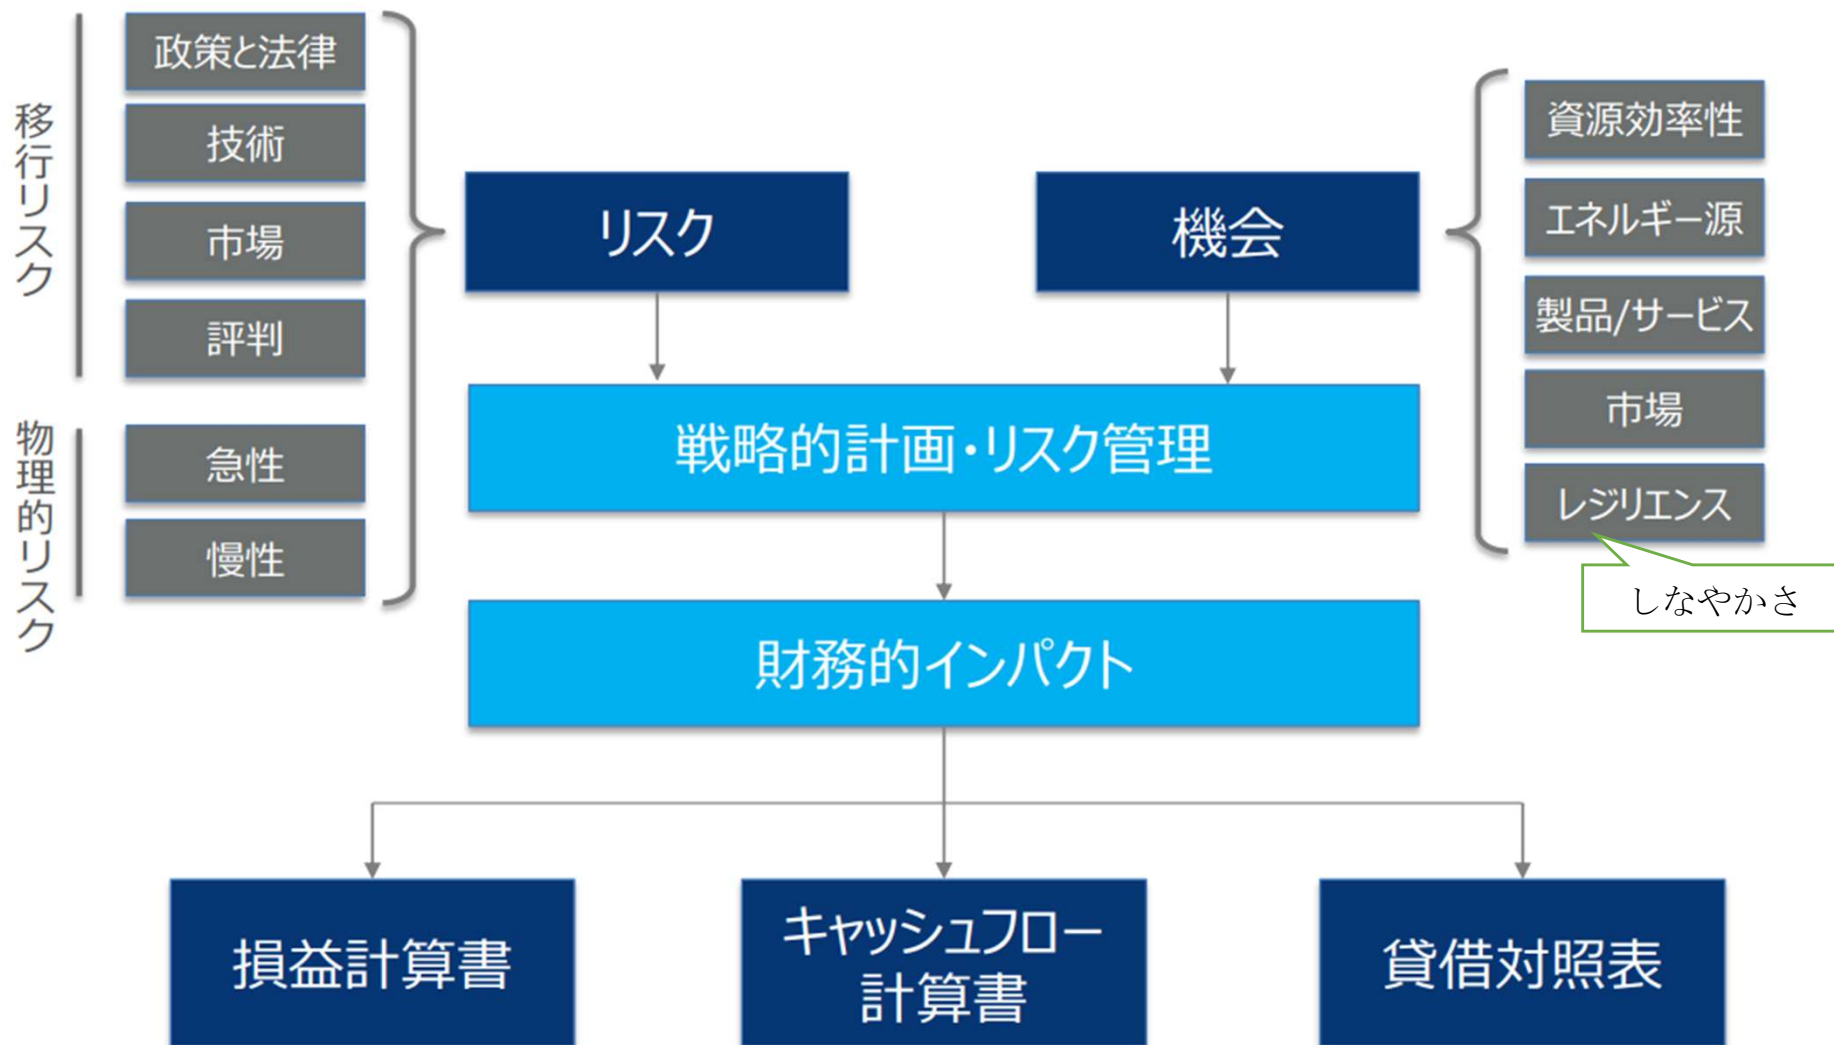 移行リスク
政策と法律
技術
市場
評判
物理的リスク
急性
慢性
リスク
機会
資源効率性
エネルギー源
製品/サービス
市場
レジリエンス
しなやかさ
戦略的計画・リスク管理
財務的インパクト
損益計算書
キャッシュフロー
計算書
貸借対照表